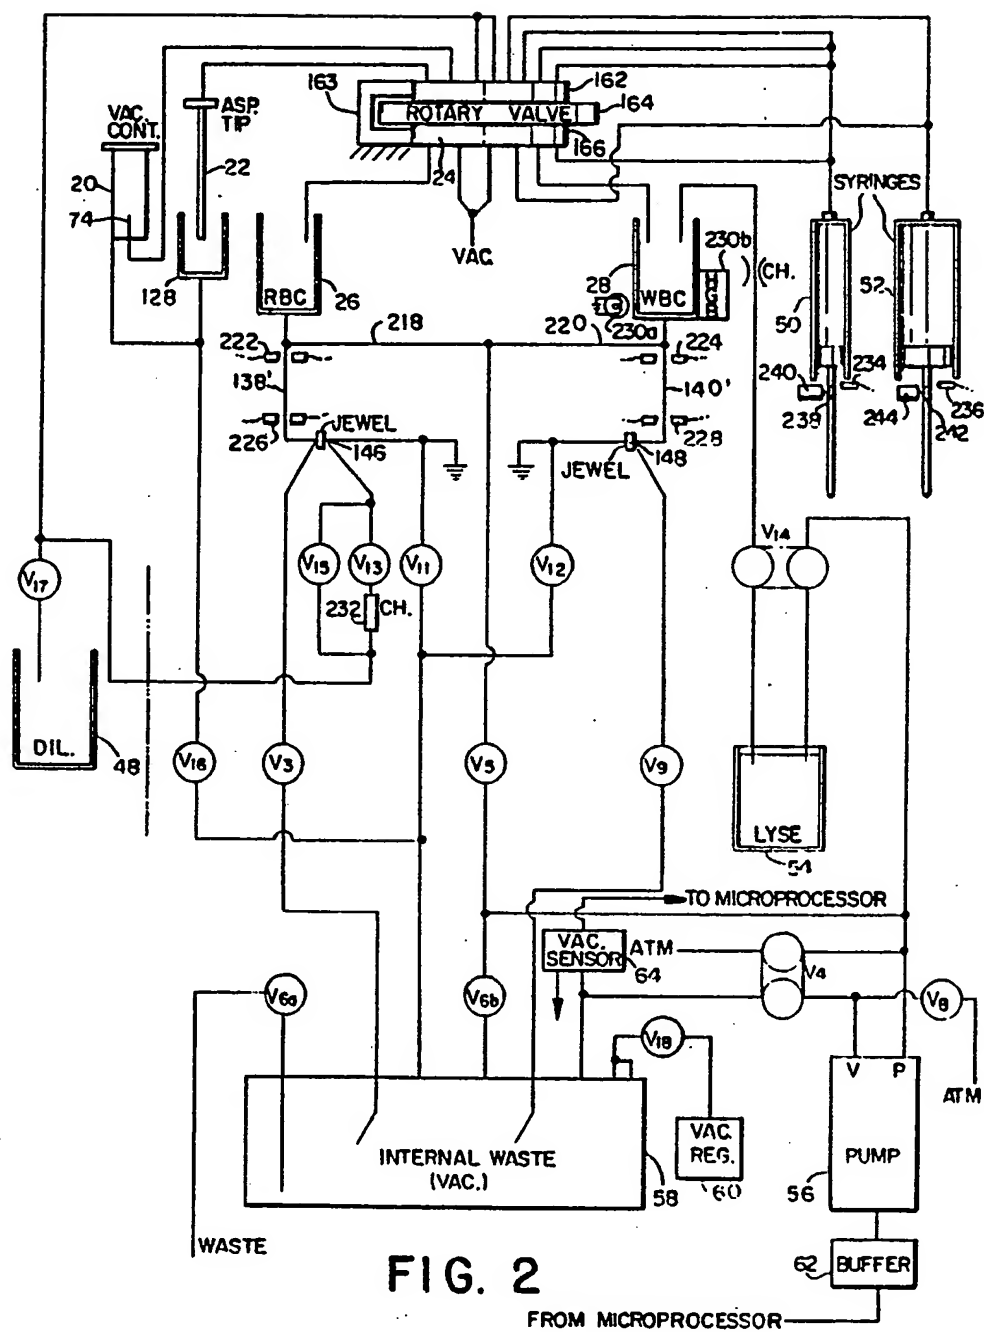 163
162
164
ROTARY VALVE
166
24
VAC.
CONT.
ASP.
TIP
20
22
74
128
SYRINGES
VAC.
RBC
26
28
WBC
230b
CH.
230a
50
52
222
218
220
224
138'
140'
240
234
238
244
242
236
226
JEWEL
146
JEWEL
148
228
V17
V15
V13
V11
V12
V14
232
CH.
DIL.
48
V16
V3
V5
V9
LYSE
54
TO MICROPROCESSOR
VAC.
SENSOR
ATM
64
V4
V6a
V6b
V8
V18
V
P
ATM
INTERNAL WASTE
(VAC.)
58
VAC.
REG.
60
PUMP
56
WASTE
62
BUFFER
FIG. 2
FROM MICROPROCESSOR